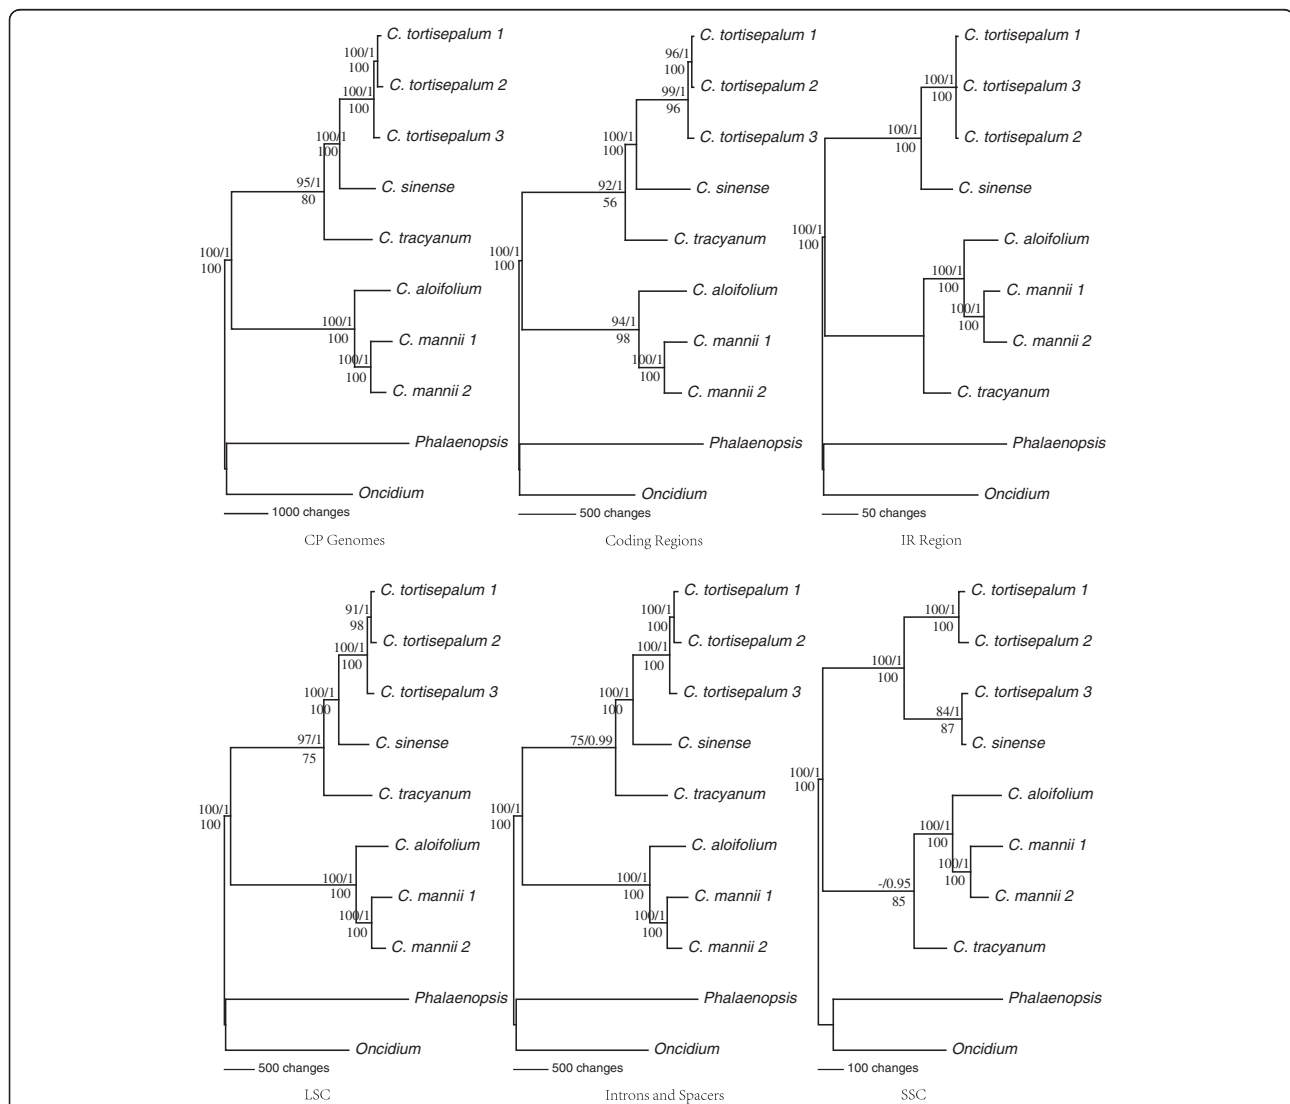 C. tortisepalum 1
100/1
100
C. tortisepalum 2
100/1
100
C. tortisepalum 3
100/1
100
C. sinense
95/1
80
C. tracyanum
100/1
100
C. aloifolium
100/1
100
C. mannii 1
100/1
100
C. mannii 2
Phalaenopsis
Oncidium
1000 changes
CP Genomes
C. tortisepalum 1
96/1
100
C. tortisepalum 2
99/1
96
C. tortisepalum 3
100/1
100
C. sinense
92/1
56
C. tracyanum
100/1
100
C. aloifolium
94/1
98
C. mannii 1
100/1
100
C. mannii 2
Phalaenopsis
Oncidium
500 changes
Coding Regions
C. tortisepalum 1
100/1
100
C. tortisepalum 3
100/1
100
C. tortisepalum 2
C. sinense
100/1
100
C. aloifolium
100/1
100
C. mannii 1
100/1
100
C. mannii 2
C. tracyanum
Phalaenopsis
Oncidium
50 changes
IR Region
C. tortisepalum 1
91/1
98
C. tortisepalum 2
100/1
100
C. tortisepalum 3
100/1
100
C. sinense
97/1
75
C. tracyanum
100/1
100
C. aloifolium
100/1
100
C. mannii 1
100/1
100
C. mannii 2
Phalaenopsis
Oncidium
500 changes
LSC
C. tortisepalum 1
100/1
100
C. tortisepalum 2
100/1
100
C. tortisepalum 3
100/1
100
C. sinense
75/0.99
C. tracyanum
100/1
100
C. aloifolium
100/1
100
C. mannii 1
100/1
100
C. mannii 2
Phalaenopsis
Oncidium
500 changes
Introns and Spacers
C. tortisepalum 1
100/1
100
C. tortisepalum 2
100/1
100
C. tortisepalum 3
84/1
87
C. sinense
100/1
100
C. aloifolium
100/1
100
C. mannii 1
100/1
100
C. mannii 2
-/0.95
85
C. tracyanum
Phalaenopsis
Oncidium
100 changes
SSC